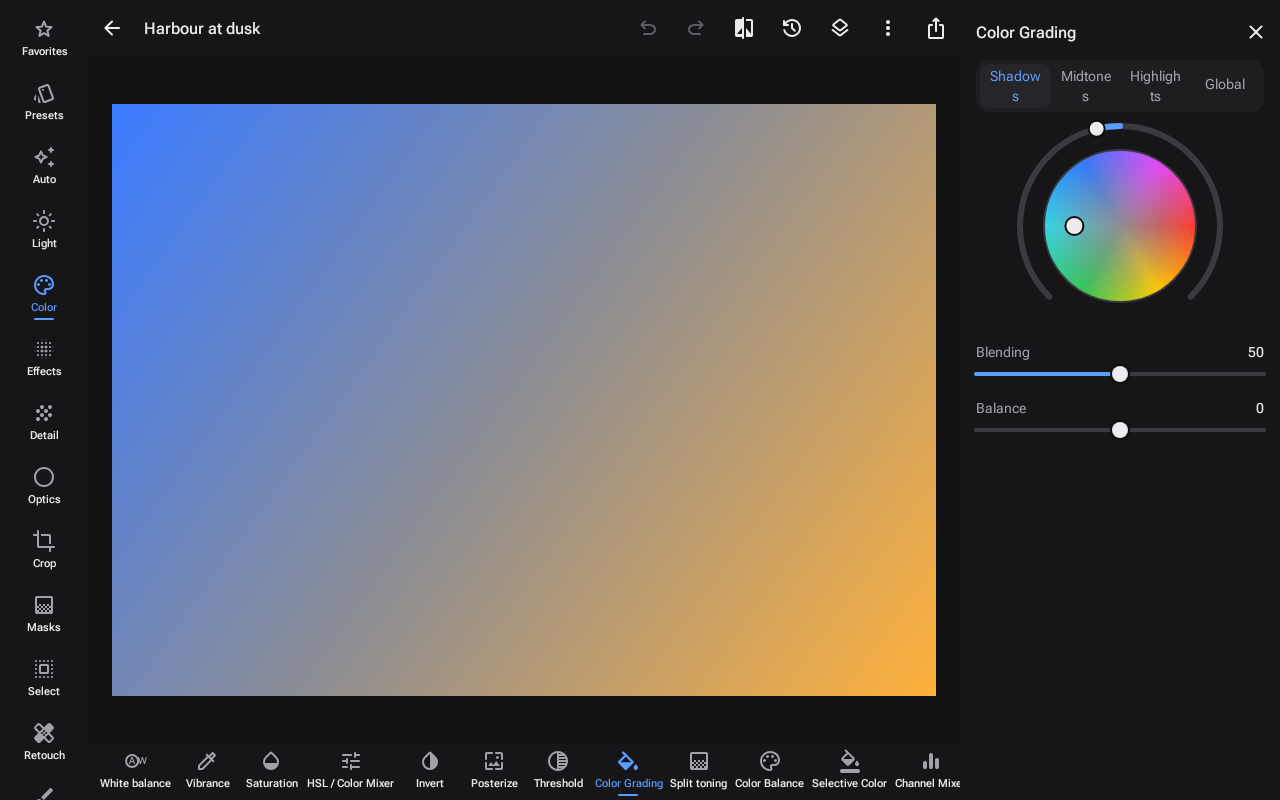 Harbour at dusk
Color Grading
Favorites
Presets
Auto
Light
Color
Effects
Detail
Optics
Crop
Masks
Select
Retouch
Shadow
s
Midtone
s
Highligh
ts
Global
Blending 50
Balance 0
AW
White balance
Vibrance
Saturation
HSL / Color Mixer
Invert
Posterize
Threshold
Color Grading
Split toning
Color Balance
Selective Color
Channel Mixe